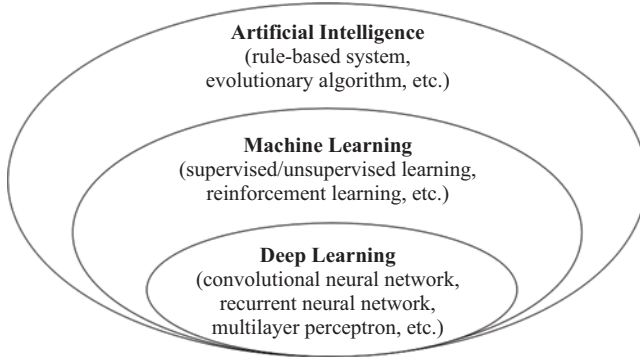 Artificial Intelligence
(rule-based system,
evolutionary algorithm, etc.)
Machine Learning
(supervised/unsupervised learning,
reinforcement learning, etc.)
Deep Learning
(convolutional neural network,
recurrent neural network,
multilayer perceptron, etc.)